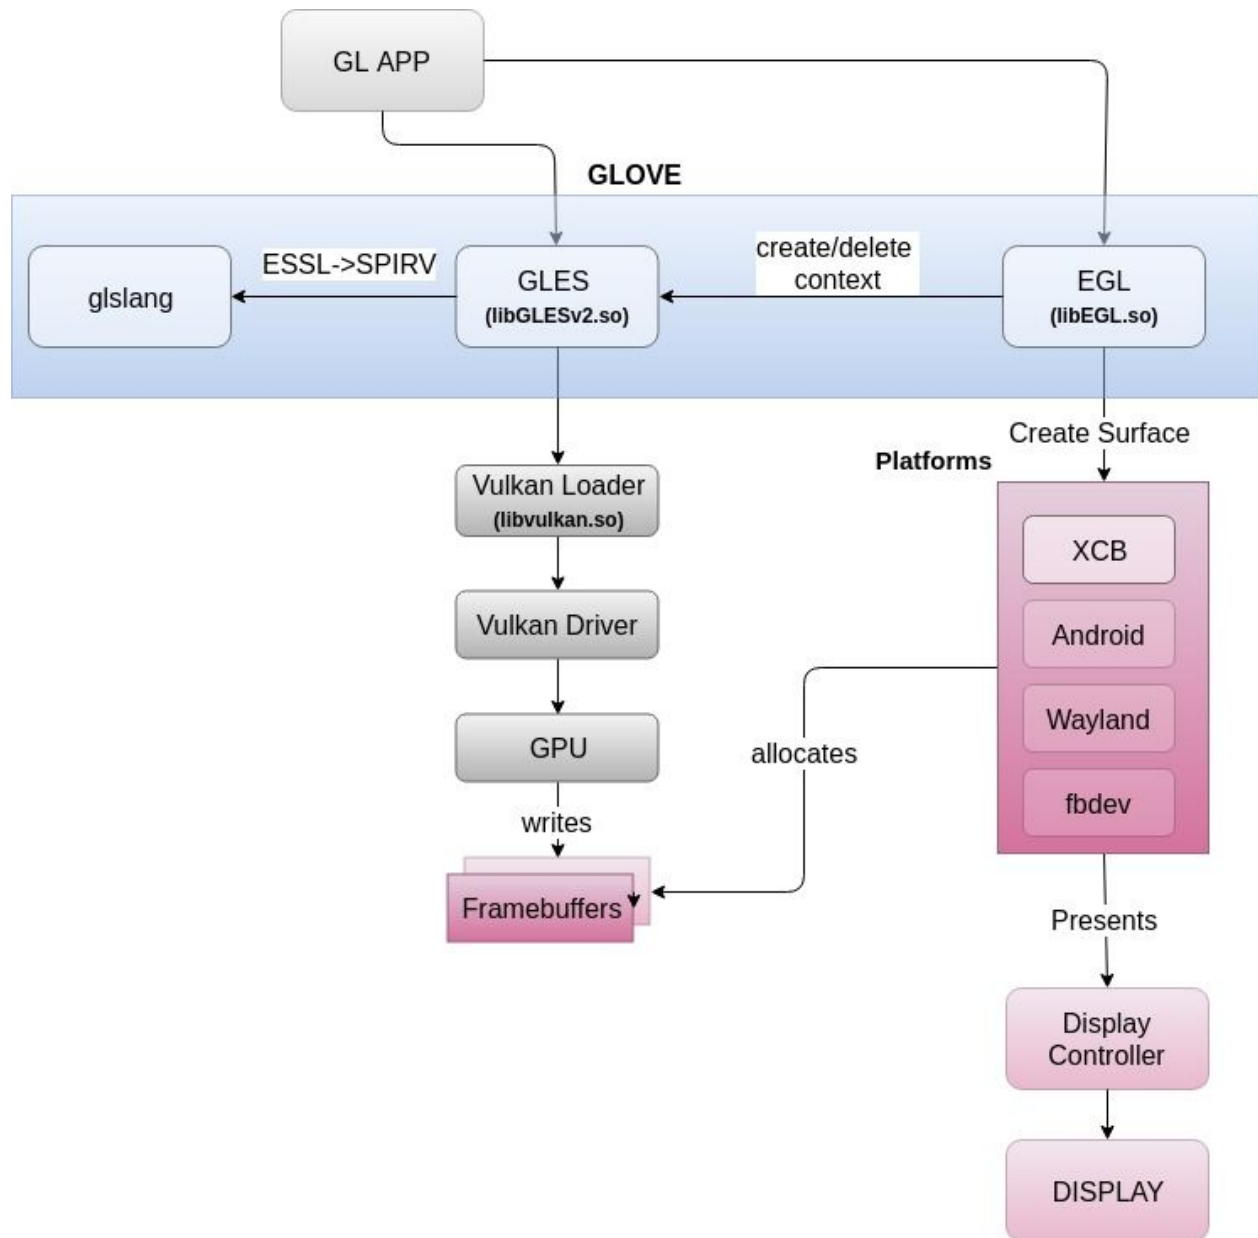 GL APP
GLOVE
glslang
ESSL->SPIRV
GLES
(libGLESv2.so)
create/delete
context
EGL
(libEGL.so)
Create Surface
Platforms
Vulkan Loader
(libvulkan.so)
XCB
Vulkan Driver
Android
Wayland
GPU
allocates
fbdev
writes
Framebuffers
Presents
Display
Controller
DISPLAY